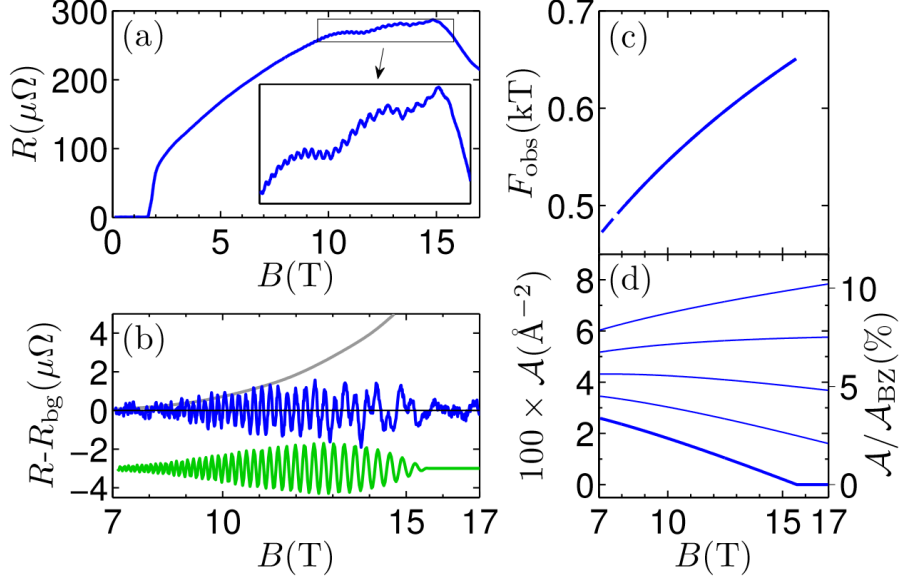 (a)
R(μΩ)
300
200
100
0
0
5
10
15
B(T)
(b)
R-R_bg(μΩ)
4
2
0
−2
−4
7
10
15
17
B(T)
(c)
F_obs(kT)
0.7
0.6
0.5
(d)
100 × 𝒜(Å⁻²)
8
6
4
2
0
10
5
0
𝒜/𝒜_BZ(%)
7
10
15
17
B(T)